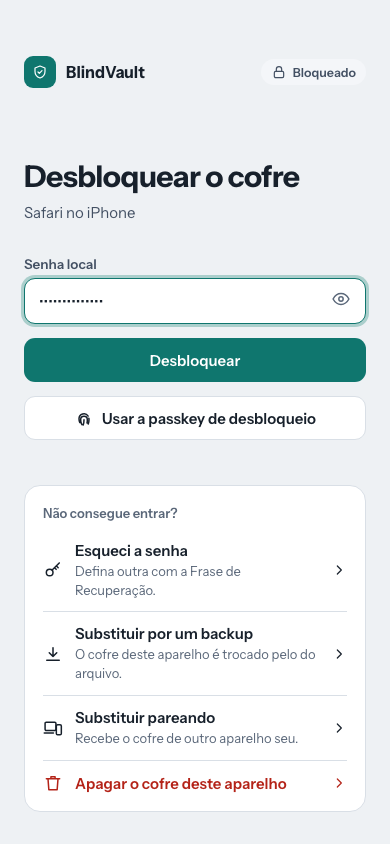 BlindVault
Bloqueado
Desbloquear o cofre
Safari no iPhone
Senha local
••••••••••••••
Desbloquear
Usar a passkey de desbloqueio
Não consegue entrar?
Esqueci a senha
Defina outra com a Frase de
Recuperação.
Substituir por um backup
O cofre deste aparelho é trocado pelo do
arquivo.
Substituir pareando
Recebe o cofre de outro aparelho seu.
Apagar o cofre deste aparelho